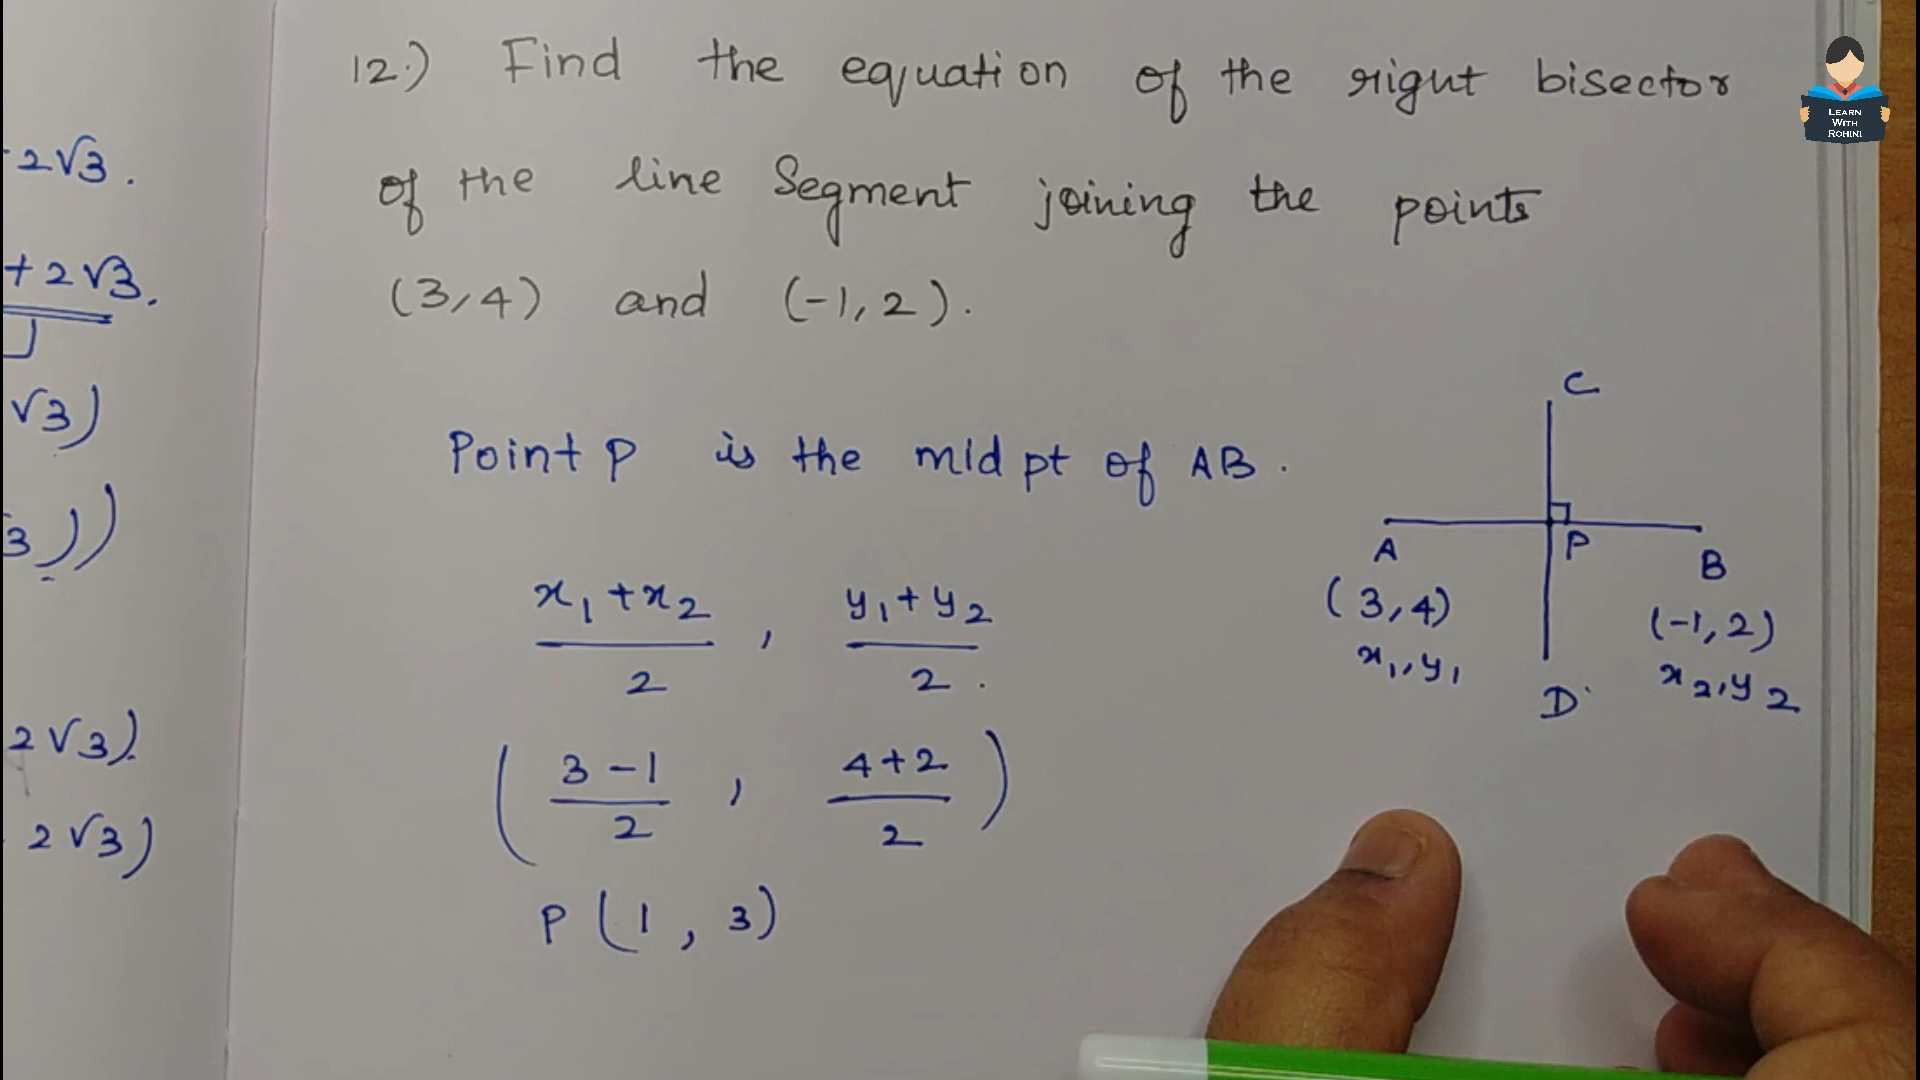 -2√3.
+2√3.
√3)
3))
2√3).
2√3)
12.) Find the equation of the rigut bisector
of the line Segment joining the points
(3,4) and (-1,2).
Point P is the mid pt of AB.
x₁+x₂/2 , y₁+y₂/2.
(3-1/2 , 4+2/2)
P(1, 3)
C
A P B
(3,4) (-1,2)
x₁,y₁ x₂,y₂
D
LEARN
WITH
ROHINI